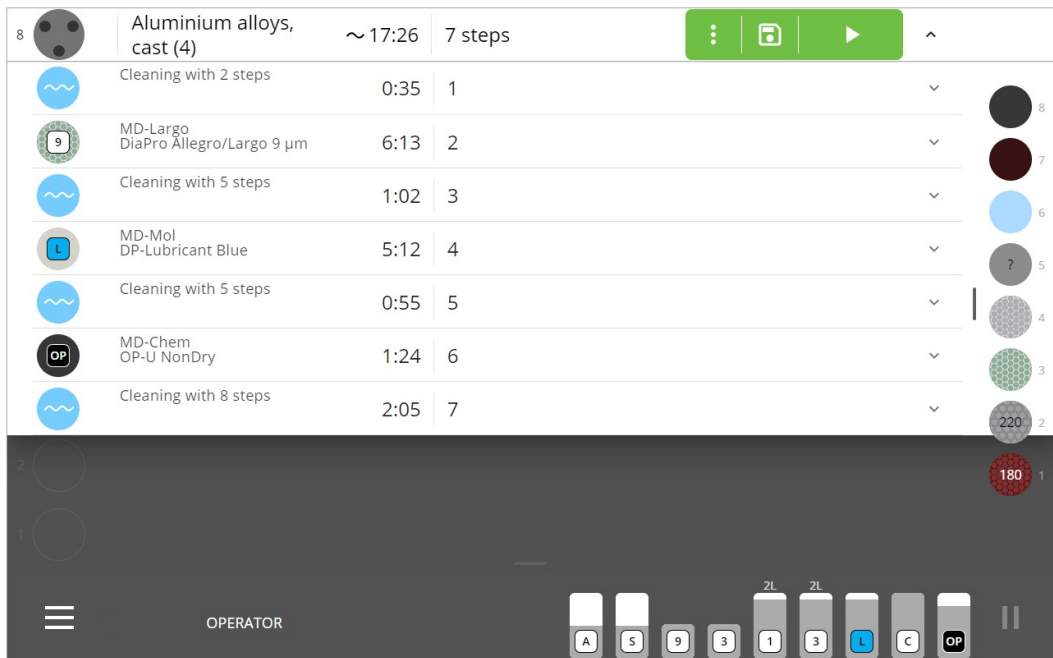 8
Aluminium alloys,
cast (4)
~ 17:26
7 steps
Cleaning with 2 steps
0:35
1
9
MD-Largo
DiaPro Allegro/Largo 9 µm
6:13
2
Cleaning with 5 steps
1:02
3
L
MD-Mol
DP-Lubricant Blue
5:12
4
Cleaning with 5 steps
0:55
5
OP
MD-Chem
OP-U NonDry
1:24
6
Cleaning with 8 steps
2:05
7
8
7
6
? 5
4
3
220 2
180 1
2
1
OPERATOR
2L 2L
A S 9 3 1 3 L C OP